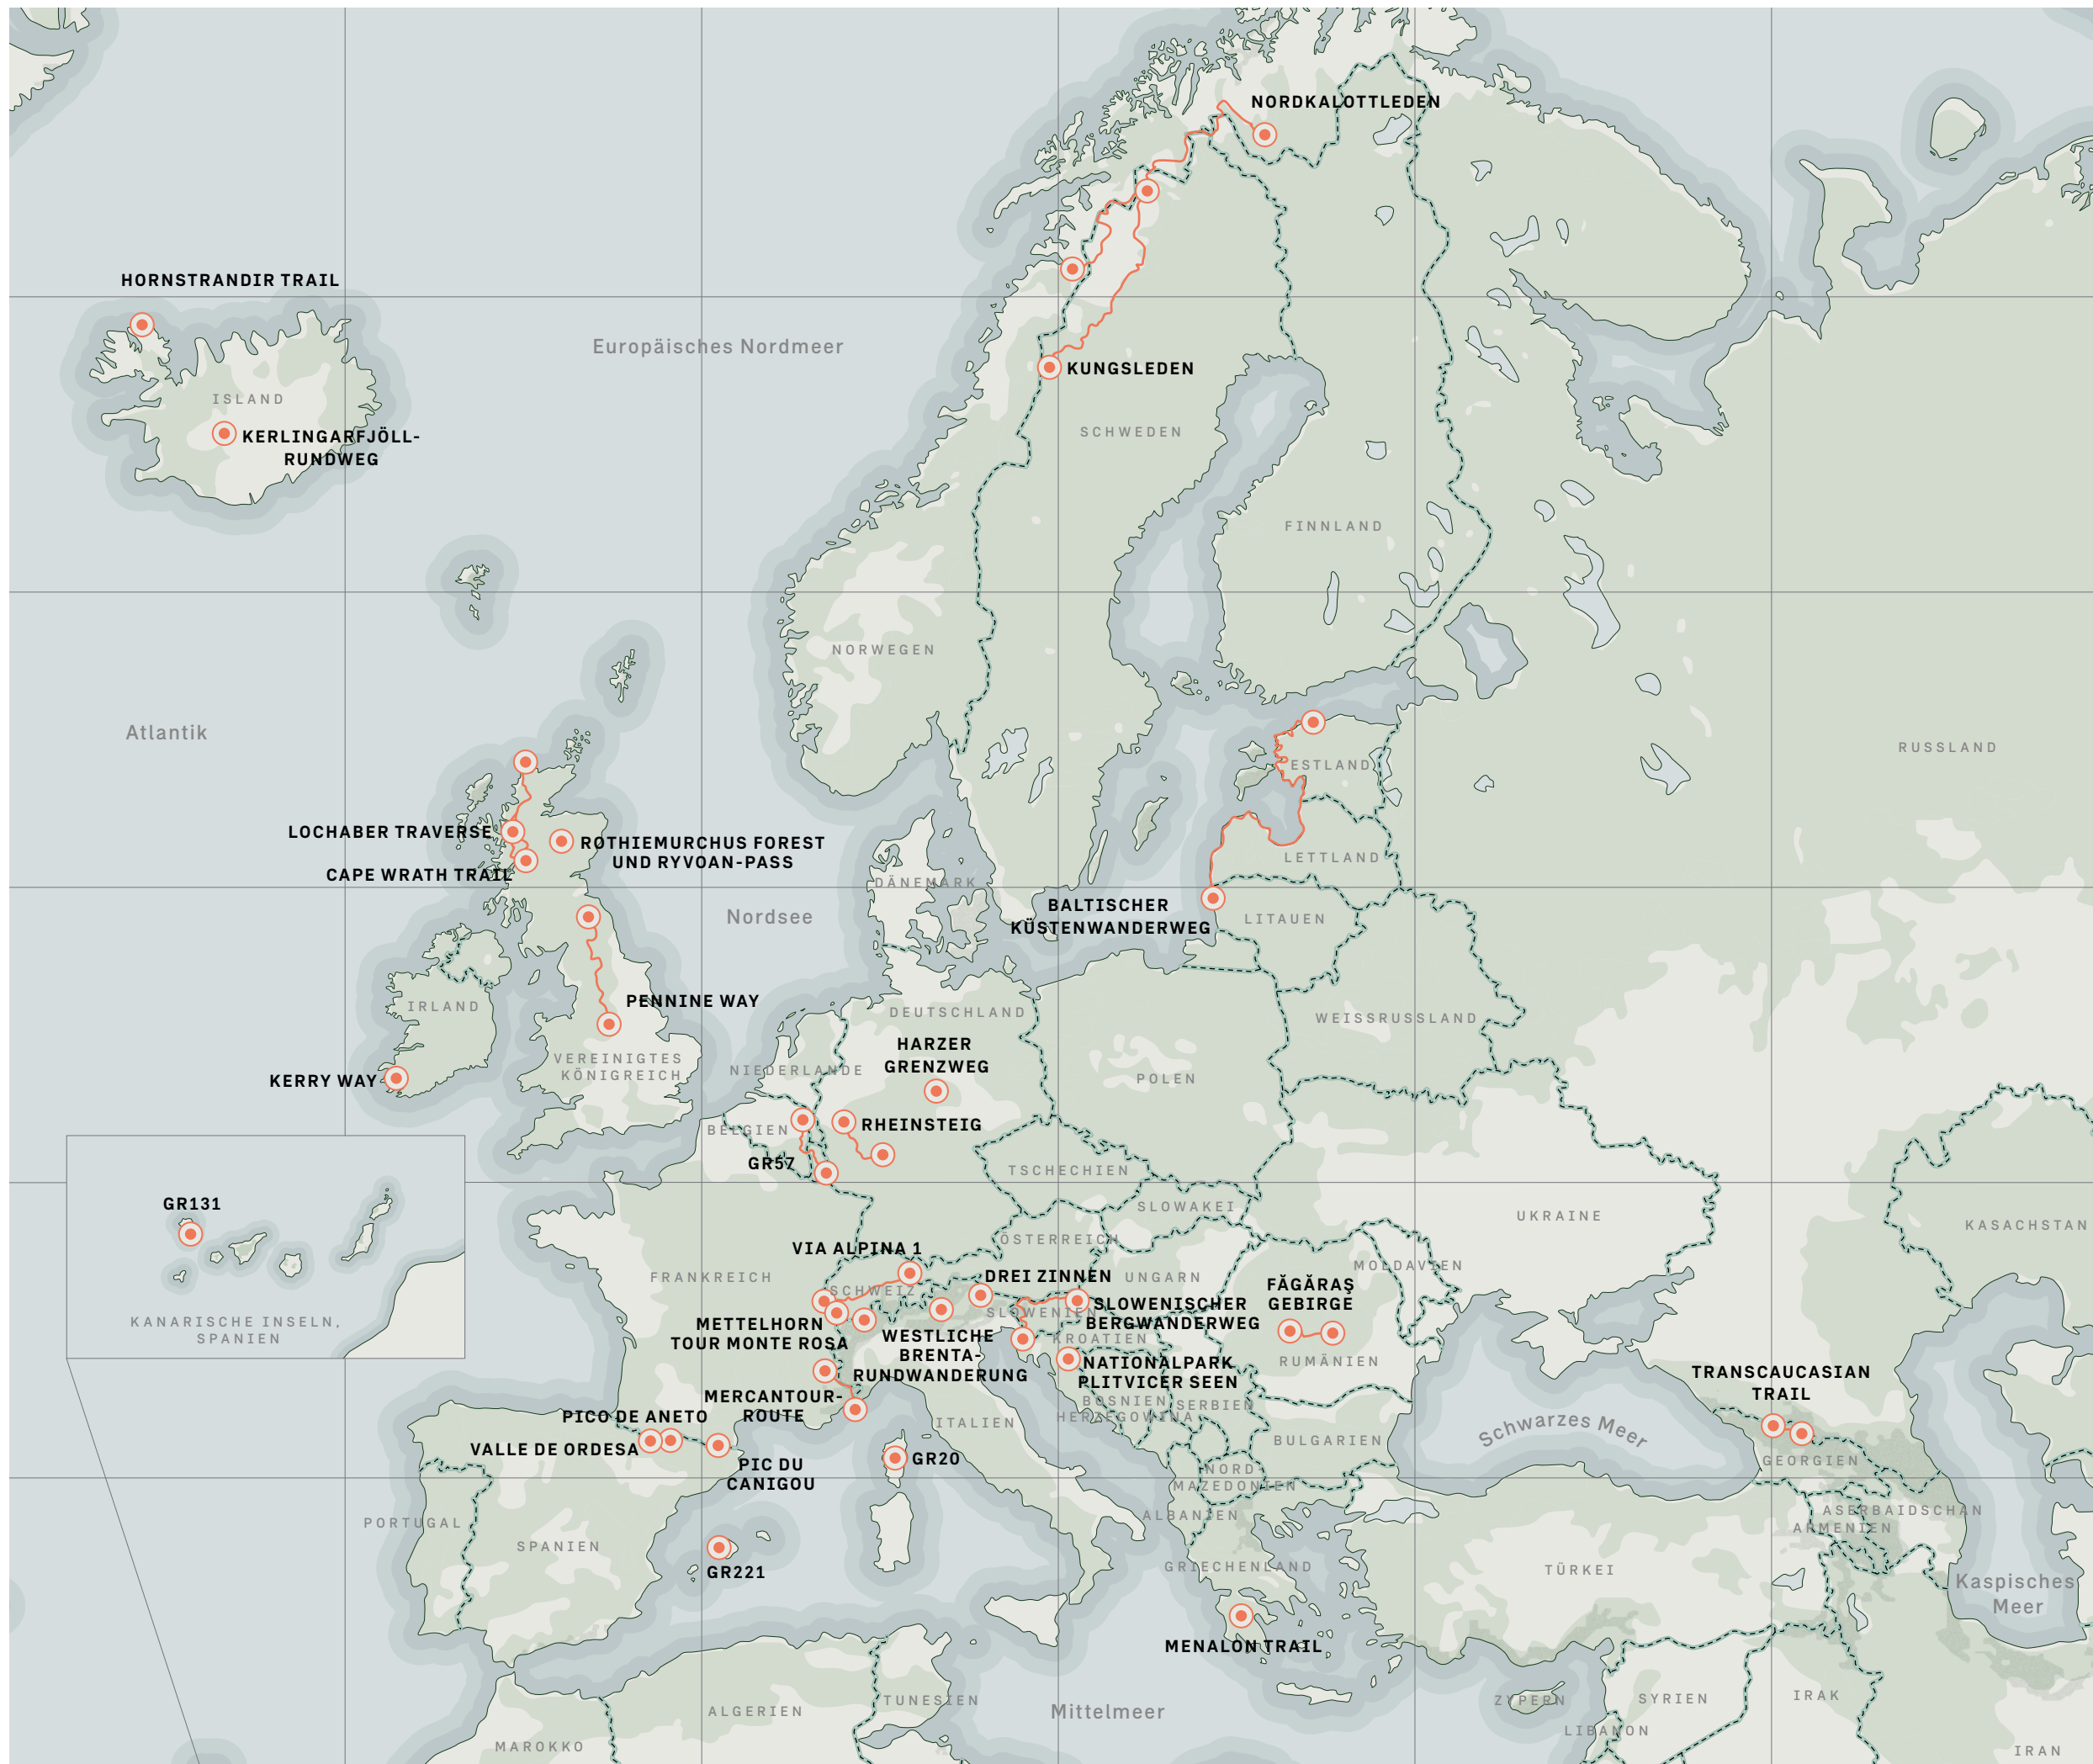 NORDKALOTTLEDEN
HORNSTRANDIR TRAIL
Europäisches Nordmeer
KUNGSLEDEN
ISLAND
SCHWEDEN
KERLINGARFJÖLL-
RUNDWEG
FINNLAND
NORWEGEN
Atlantik
RUSSLAND
ESTLAND
LOCHABER TRAVERSE
ROTHIEMURCHUS FOREST
UND RYVOAN-PASS
CAPE WRATH TRAIL
LETTLAND
DÄNEMARK
BALTISCHER
KÜSTENWANDERWEG
Nordsee
LITAUEN
PENNINE WAY
IRLAND
DEUTSCHLAND
WEISSRUSSLAND
HARZER
GRENZWEG
VEREINIGTES
KÖNIGREICH
NIEDERLANDE
POLEN
KERRY WAY
RHEINSTEIG
BELGIEN
GR57
TSCHECHIEN
GR131
SLOWAKEI
UKRAINE
KASACHSTAN
ÖSTERREICH
VIA ALPINA 1
FRANKREICH
SCHWEIZ
DREI ZINNEN
UNGARN
MOLDAVIEN
FĂGĂRAȘ
GEBIRGE
KANARISCHE INSELN,
SPANIEN
METTELHORN
TOUR MONTE ROSA
SLOWENIEN
SLOWENISCHER
BERGWANDERWEG
WESTLICHE
BRENTA-
RUNDWANDERUNG
KROATIEN
NATIONALPARK
PLITVICER SEEN
RUMÄNIEN
TRANSCAUCASIAN
TRAIL
MERCANTOUR-
ROUTE
BOSNIEN
HERZEGOWINA
SERBIEN
PICO DE ANETO
VALLE DE ORDESA
ITALIEN
Schwarzes Meer
BULGARIEN
PIC DU
CANIGOU
GR20
GEORGIEN
NORD-
MAZEDONIEN
PORTUGAL
ALBANIEN
ASERBAIDSCHAN
ARMENIEN
SPANIEN
GR221
GRIECHENLAND
TÜRKEI
Kaspisches
Meer
MENALON TRAIL
ALGERIEN
TUNESIEN
Mittelmeer
ZYPERN
SYRIEN
IRAK
LIBANON
MAROKKO
IRAN